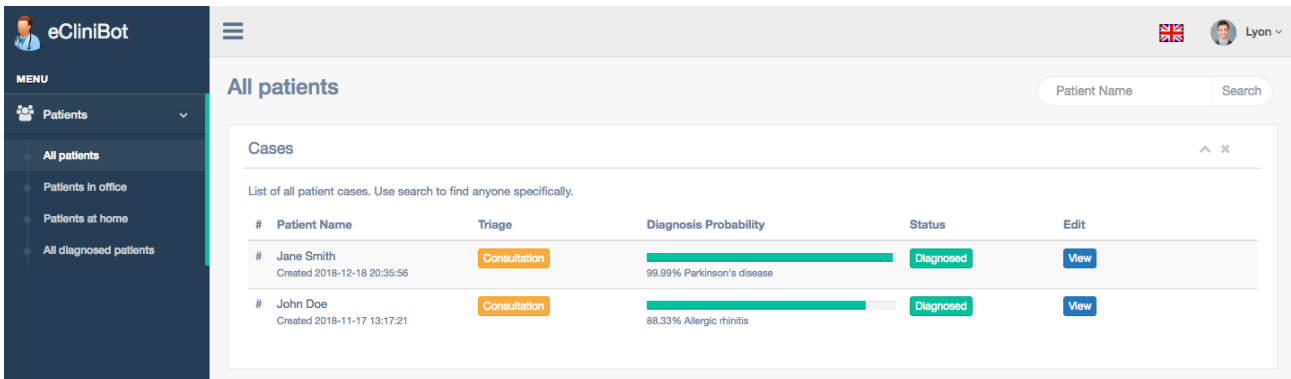 eCliniBot
Lyon
MENU
Patients
All patients
Patients in office
Patients at home
All diagnosed patients
All patients
Patient Name Search
Cases
List of all patient cases. Use search to find anyone specifically.
# Patient Name Triage Diagnosis Probability Status Edit
# Jane Smith Consultation Diagnosed View
Created 2018-12-18 20:35:56 99.99% Parkinson's disease
# John Doe Consultation Diagnosed View
Created 2018-11-17 13:17:21 88.33% Allergic rhinitis